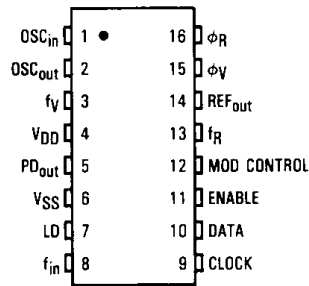 OSCin 1 16 ϕR
OSCout 2 15 ϕV
fV 3 14 REFout
VDD 4 13 fR
PDout 5 12 MOD CONTROL
VSS 6 11 ENABLE
LD 7 10 DATA
fin 8 9 CLOCK